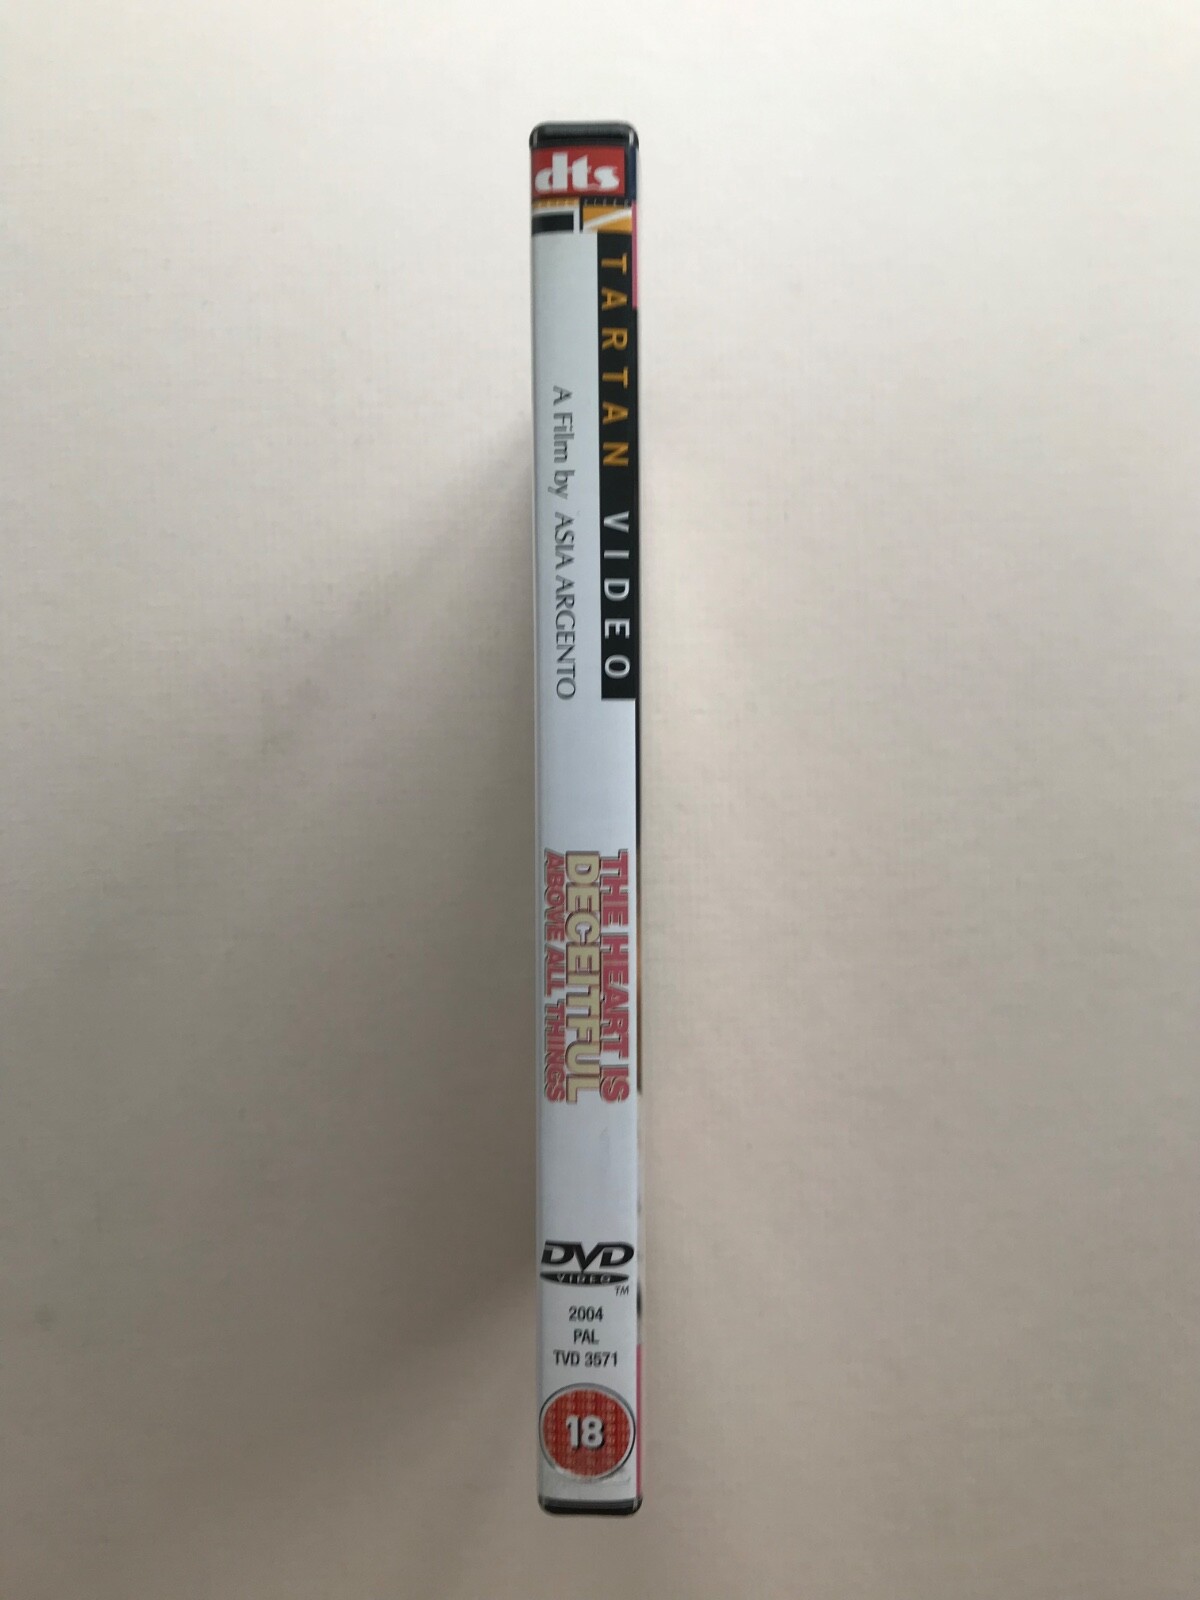 dts
TARTAN VIDEO
A Film by ASIA ARGENTO
THE HEART IS
DECEITFUL
ABOVE ALL THINGS
DVD
VIDEO
TM
2004
PAL
TVD 3571
18